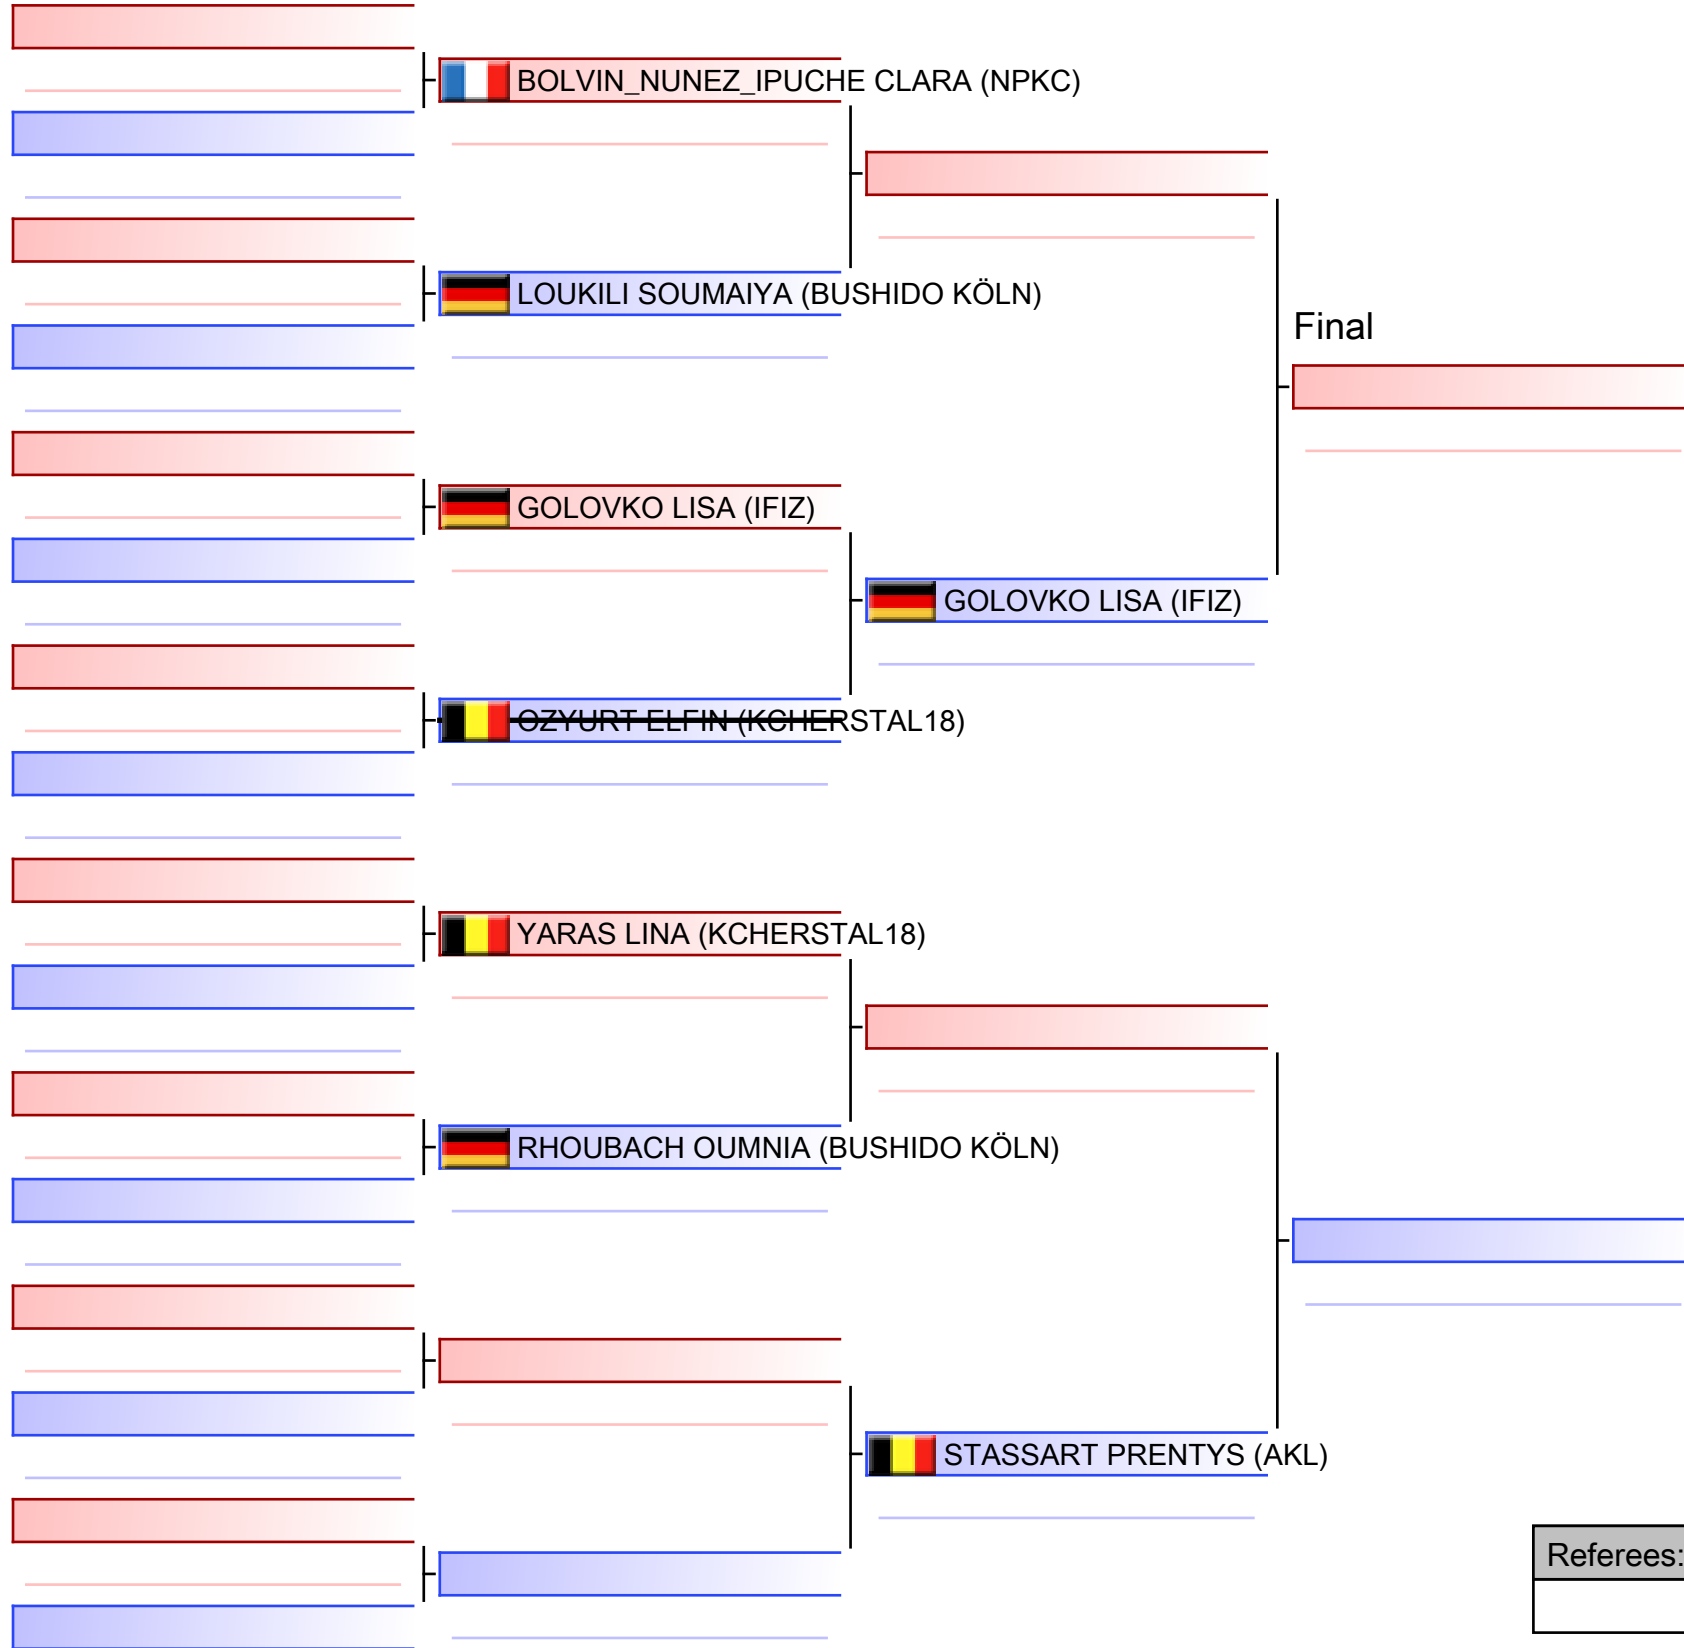 BOLVIN_NUNEZ_IPUCHE CLARA (NPKC)
LOUKILI SOUMAIYA (BUSHIDO KÖLN)
Final
GOLOVKO LISA (IFIZ)
GOLOVKO LISA (IFIZ)
OZYURT ELFIN (KCHERSTAL18)
YARAS LINA (KCHERSTAL18)
RHOUBACH OUMNIA (BUSHIDO KÖLN)
STASSART PRENTYS (AKL)
Referees: